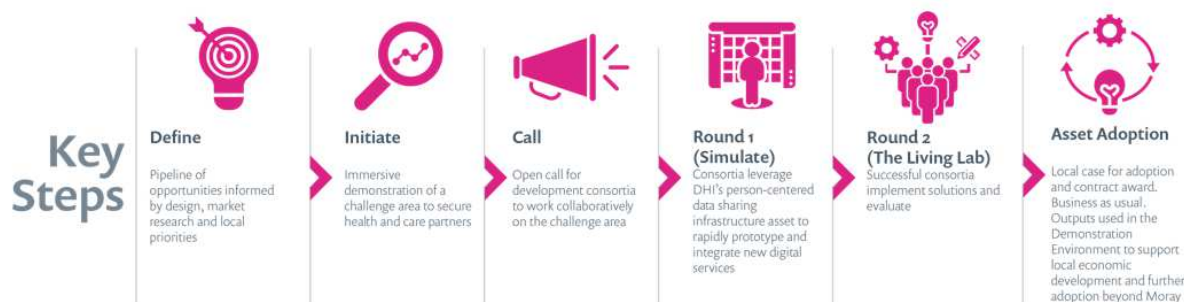 Key
Steps
Define
Pipeline of
opportunities informed
by design, market
research and local
priorities
Initiate
Immersive
demonstration of a
challenge area to secure
health and care partners
Call
Open call for
development consortia
to work collaboratively
on the challenge area
Round 1
(Simulate)
Consortia leverage
DHI's person-centered
data sharing
infrastructure asset to
rapidly prototype and
integrate new digital
services
Round 2
(The Living Lab)
Successful consortia
implement solutions and
evaluate
Asset Adoption
Local case for adoption
and contract award.
Business as usual.
Outputs used in the
Demonstration
Environment to support
local economic
development and further
adoption beyond Moray